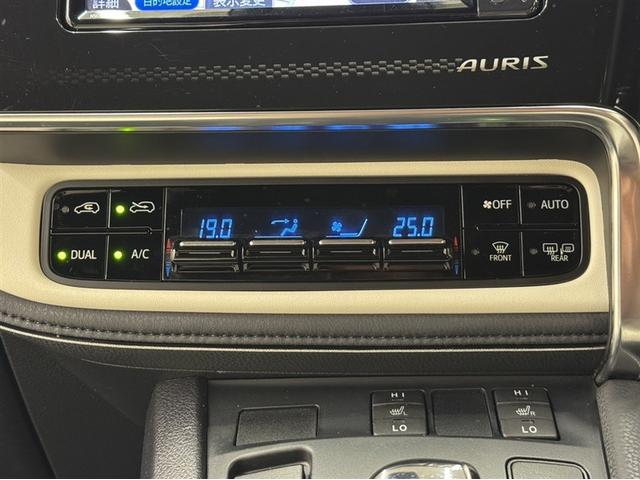 詳細 目的地設定 表示変更
AURIS
19.0 25.0
OFF AUTO
DUAL A/C
FRONT REAR
HI HI
L R
LO LO